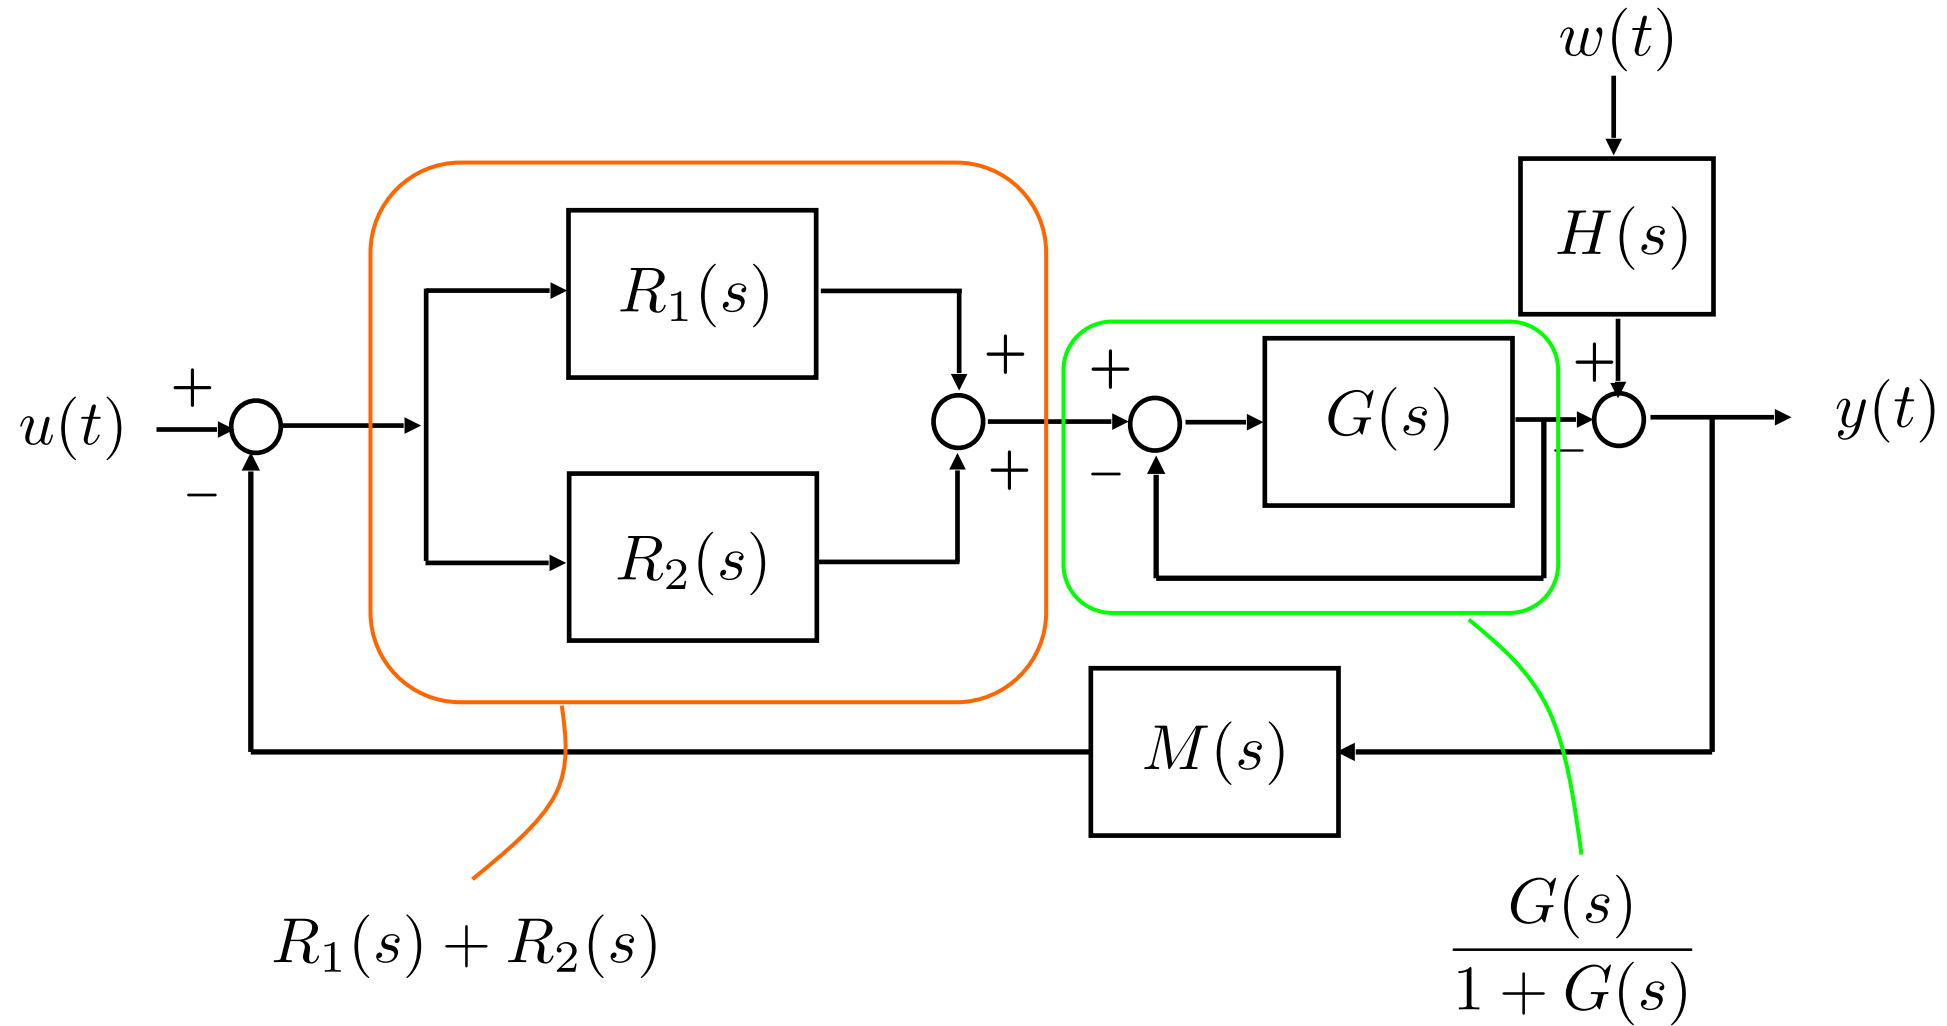 w(t)
H(s)
R₁(s)
+
+
+
+
G(s)
u(t)
y(t)
−
+
−
−
R₂(s)
M(s)
R₁(s) + R₂(s)
G(s)
1 + G(s)